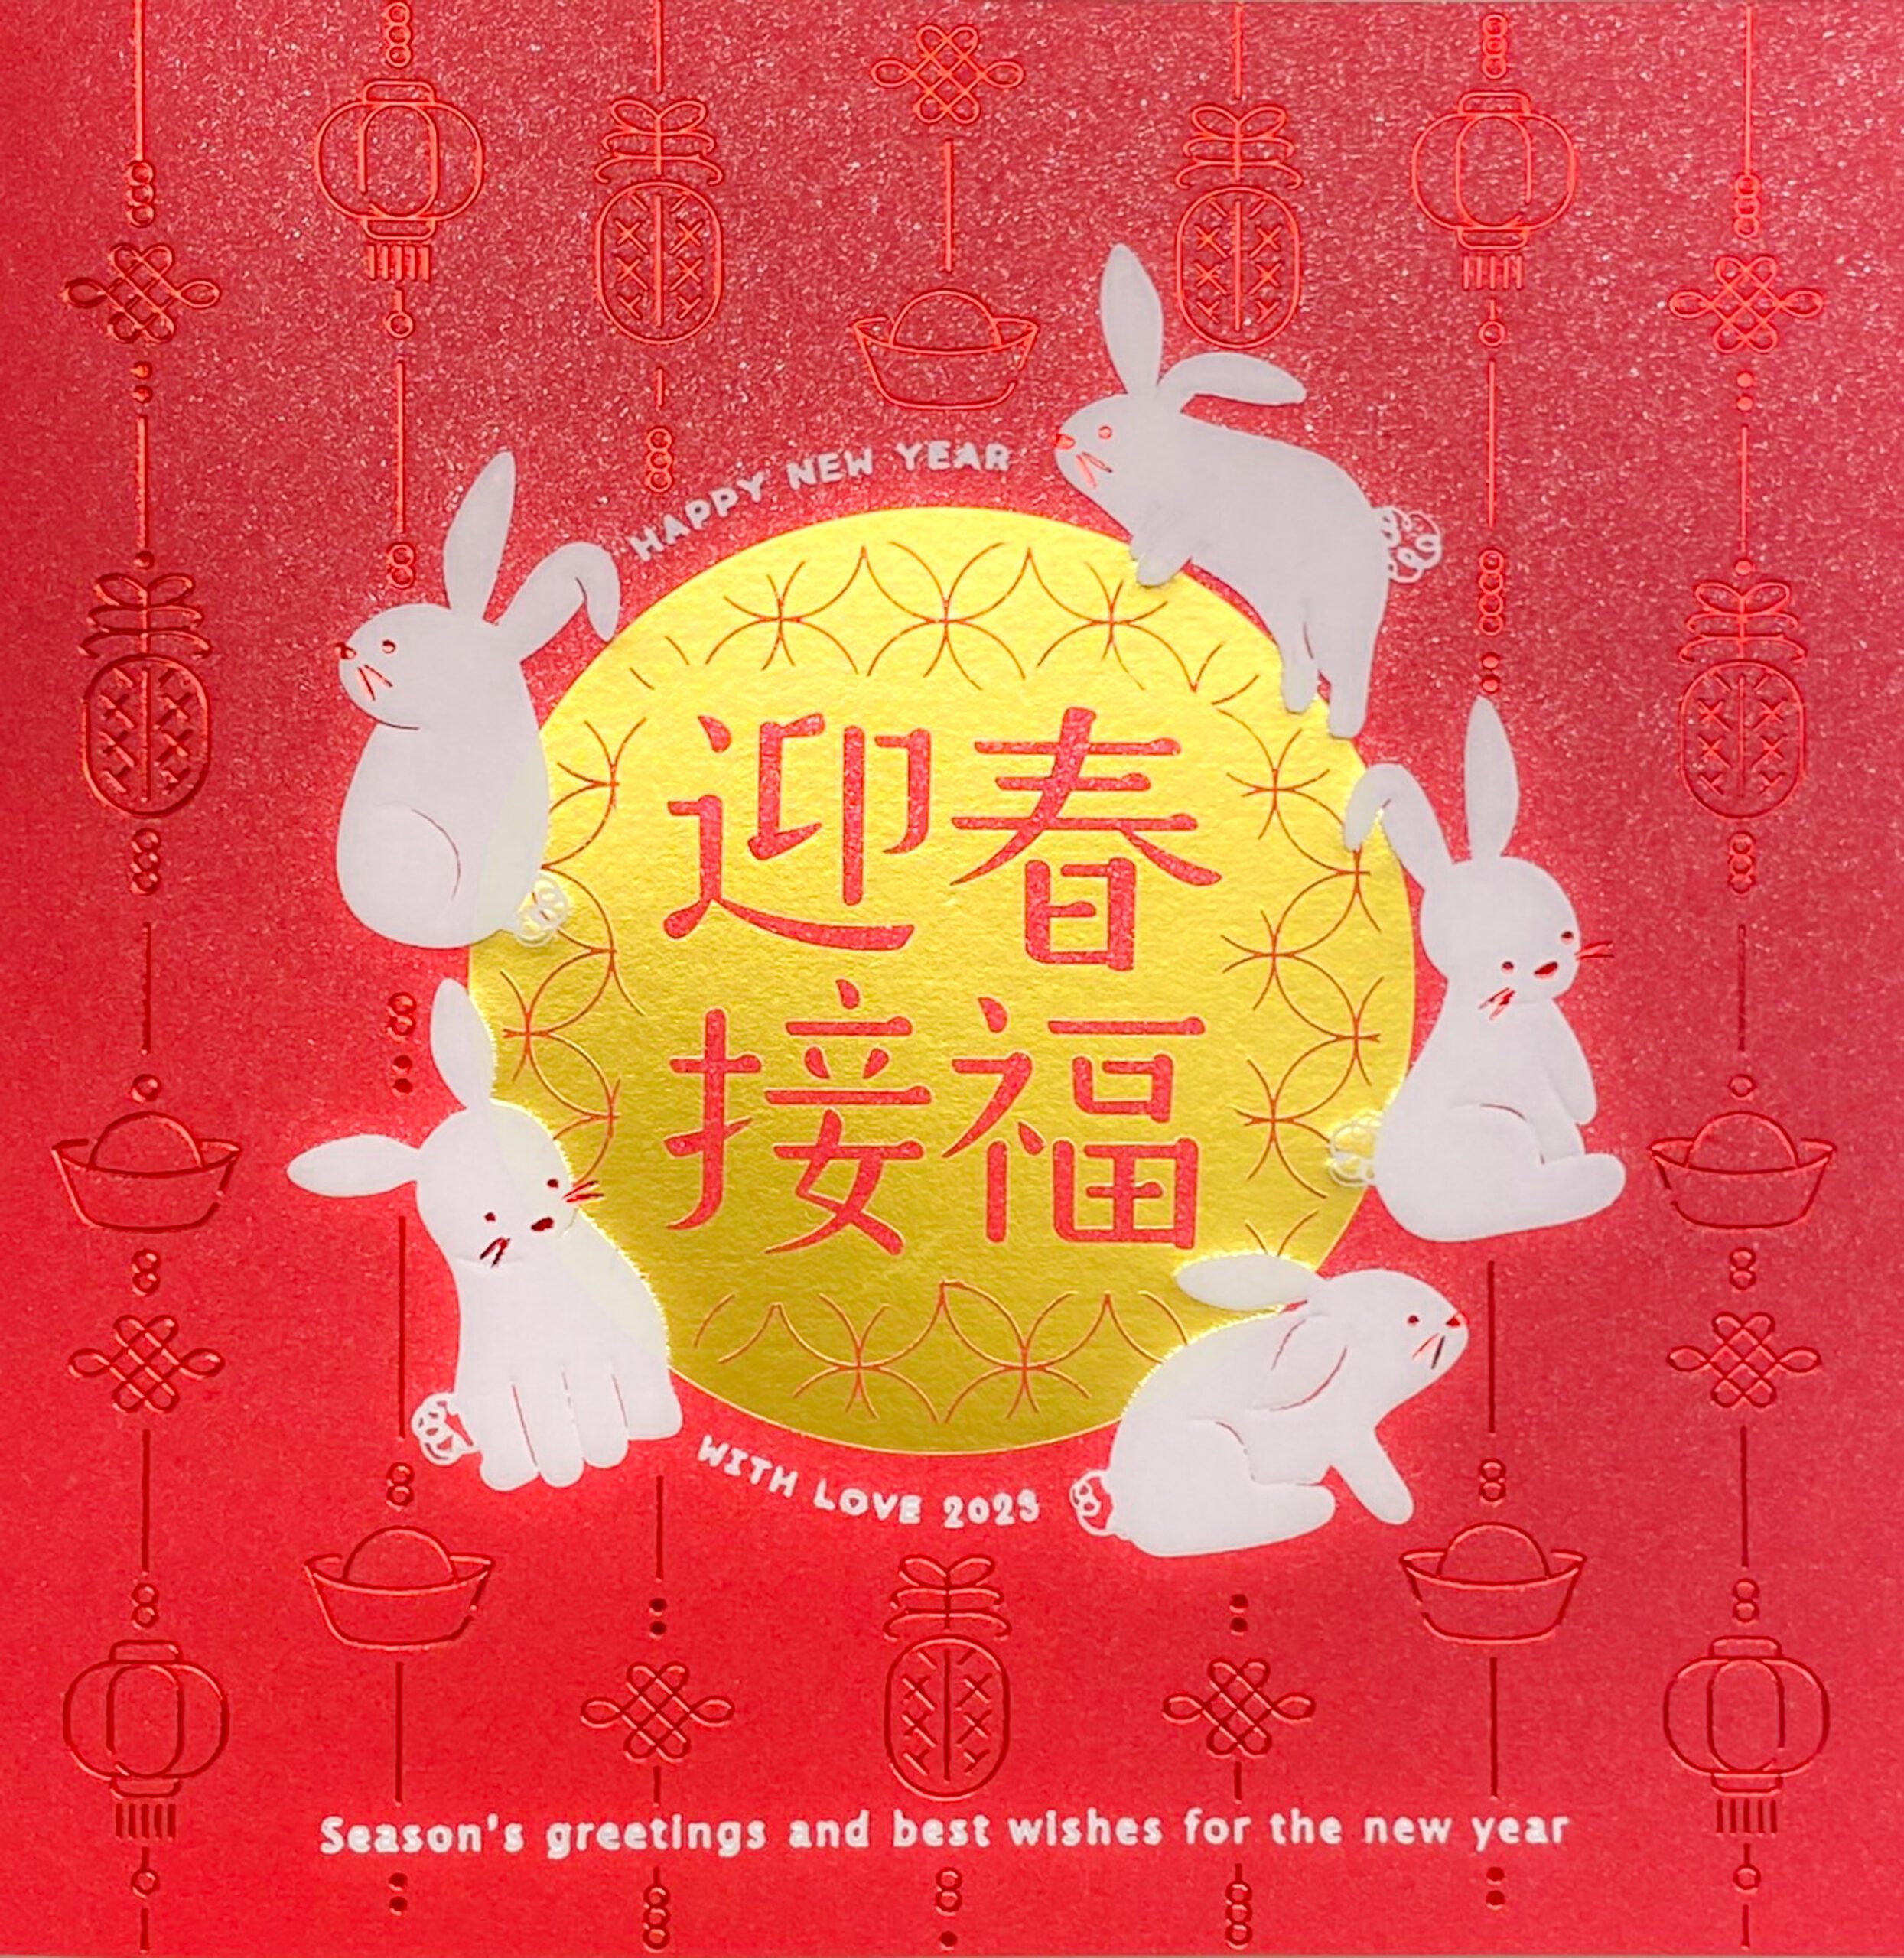 HAPPY NEW YEAR
迎春
接福
WITH LOVE 2023
Season's greetings and best wishes for the new year